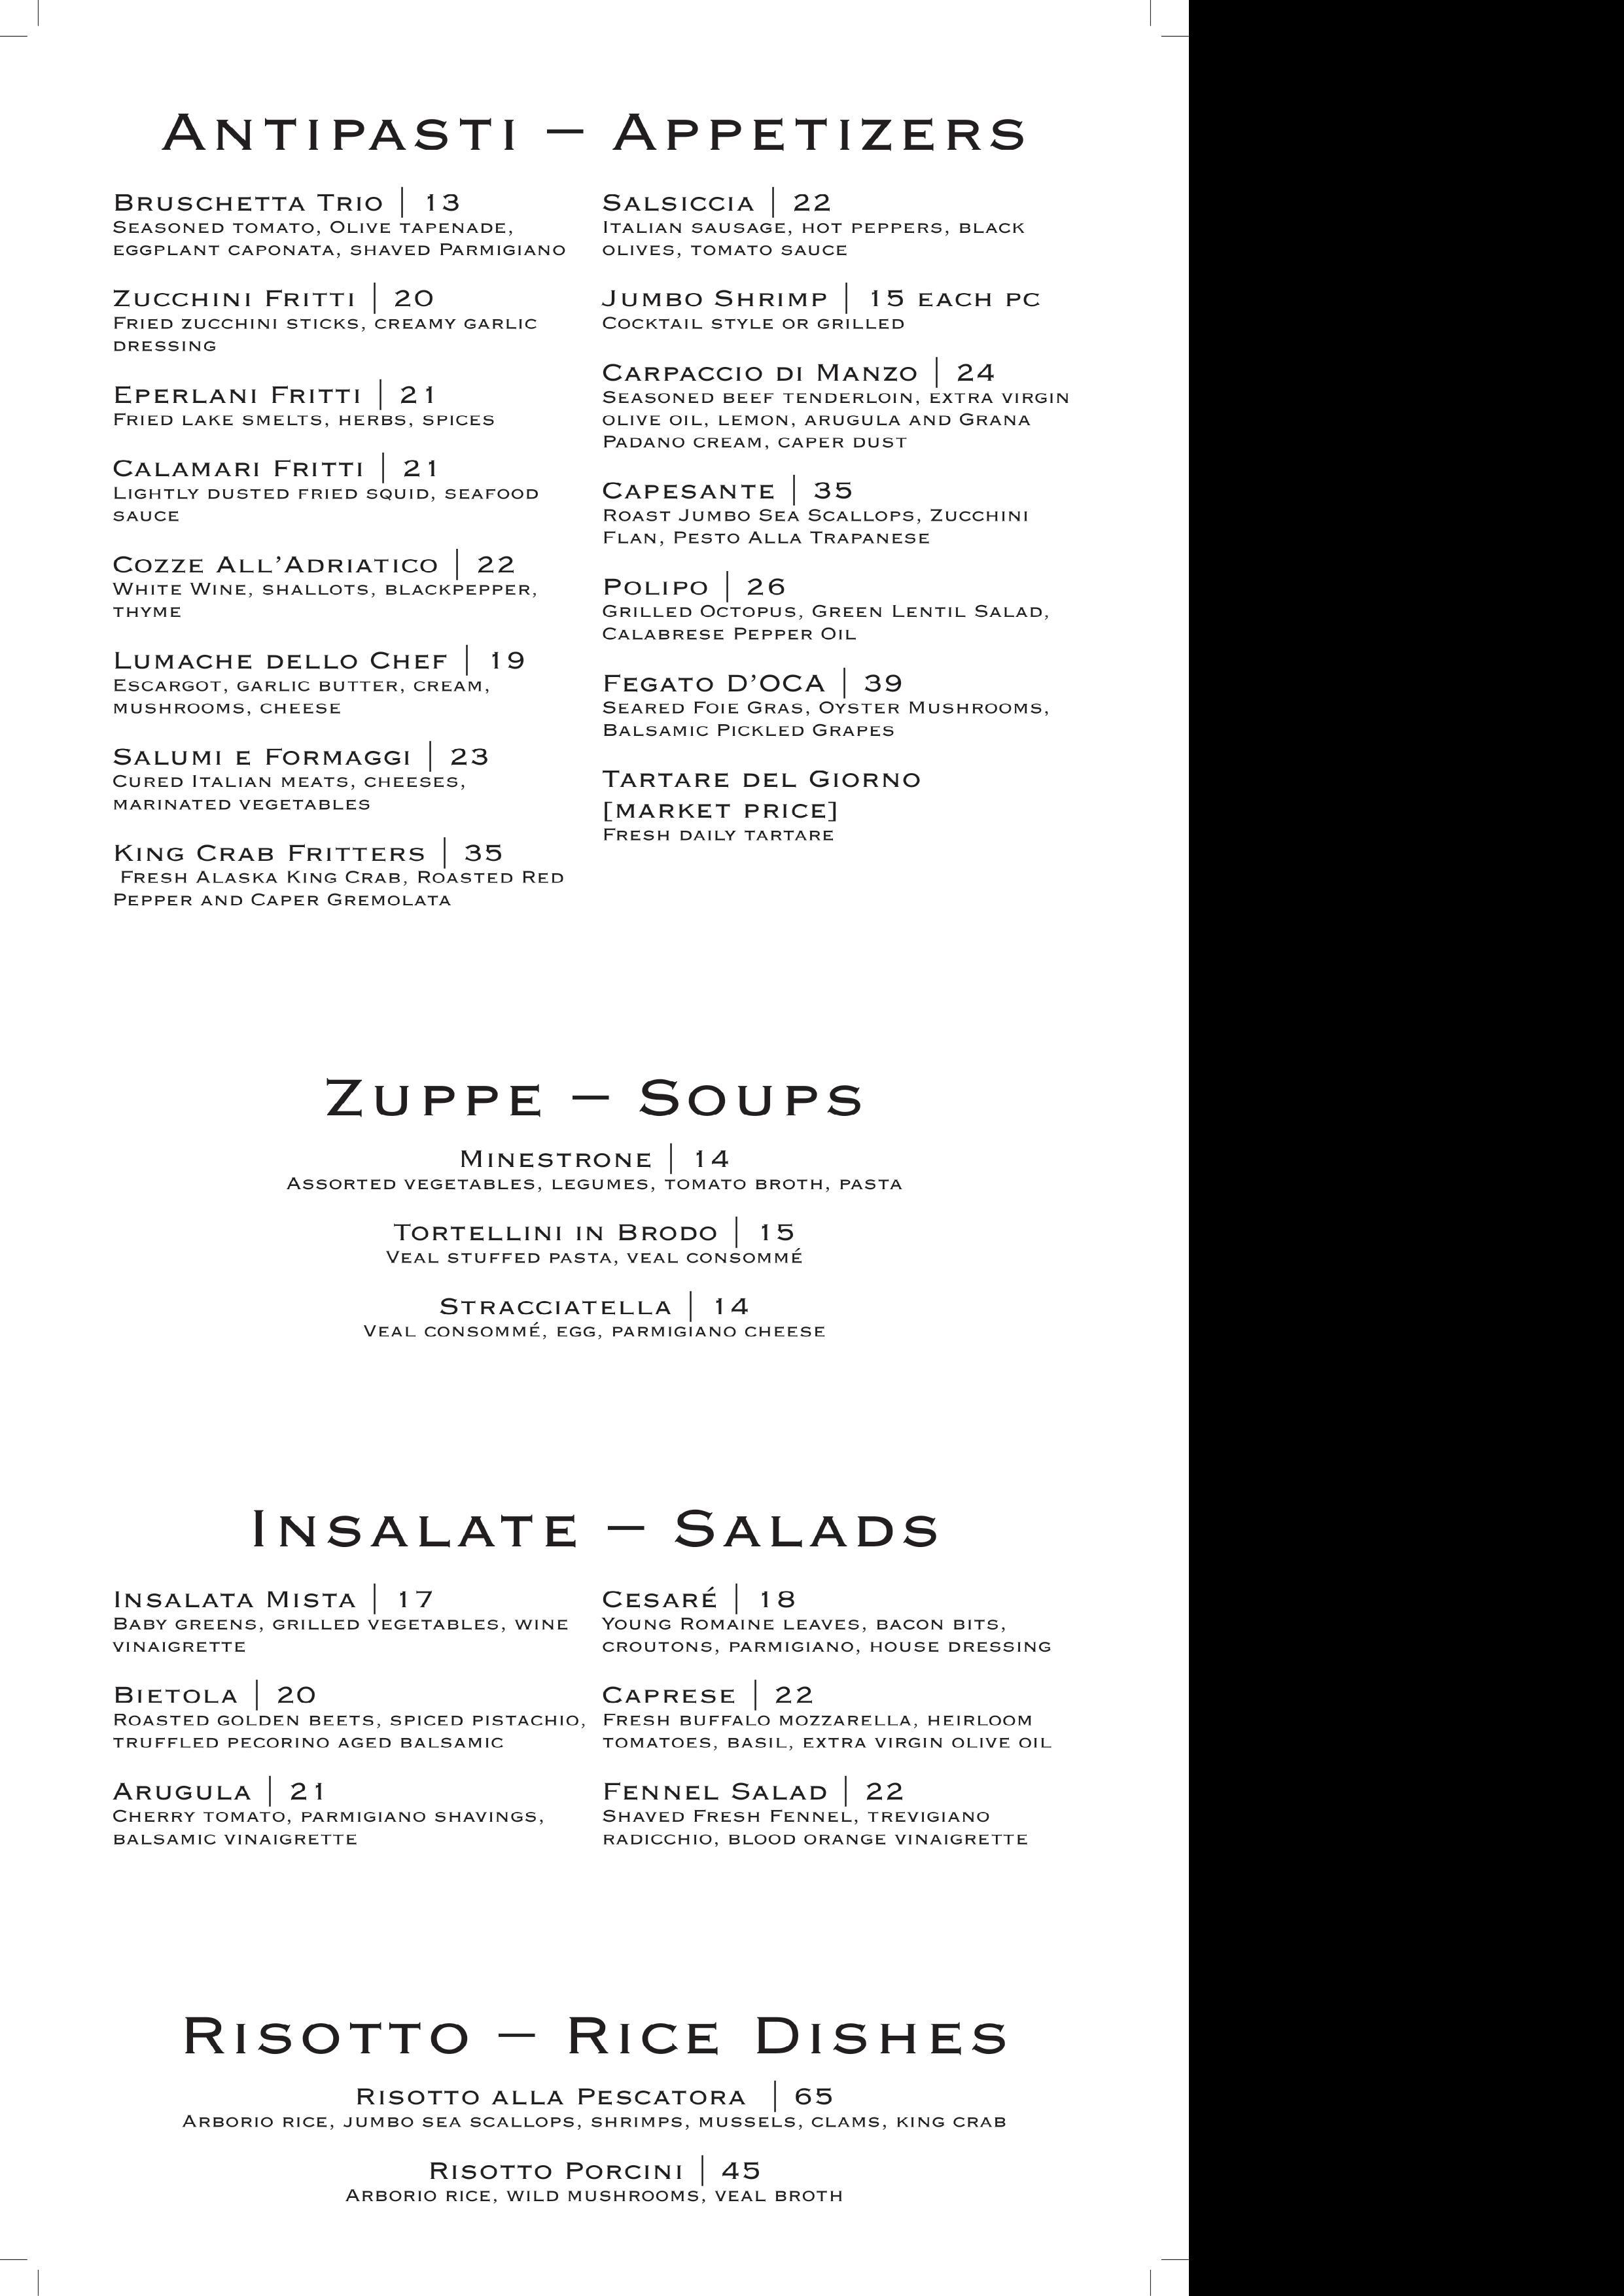 Antipasti – Appetizers
Bruschetta Trio | 13
Seasoned tomato, Olive tapenade,
eggplant caponata, shaved Parmigiano
Zucchini Fritti | 20
Fried zucchini sticks, creamy garlic
dressing
Eperlani Fritti | 21
Fried lake smelts, herbs, spices
Calamari Fritti | 21
Lightly dusted fried squid, seafood
sauce
Cozze All'Adriatico | 22
White Wine, shallots, blackpepper,
thyme
Lumache dello Chef | 19
Escargot, garlic butter, cream,
mushrooms, cheese
Salumi e Formaggi | 23
Cured Italian meats, cheeses,
marinated vegetables
King Crab Fritters | 35
Fresh Alaska King Crab, Roasted Red
Pepper and Caper Gremolata
Salsiccia | 22
Italian sausage, hot peppers, black
olives, tomato sauce
Jumbo Shrimp | 15 each pc
Cocktail style or grilled
Carpaccio di Manzo | 24
Seasoned beef tenderloin, extra virgin
olive oil, lemon, arugula and Grana
Padano cream, caper dust
Capesante | 35
Roast Jumbo Sea Scallops, Zucchini
Flan, Pesto Alla Trapanese
Polipo | 26
Grilled Octopus, Green Lentil Salad,
Calabrese Pepper Oil
Fegato D'OCA | 39
Seared Foie Gras, Oyster Mushrooms,
Balsamic Pickled Grapes
Tartare del Giorno
[market price]
Fresh daily tartare
Zuppe – Soups
Minestrone | 14
Assorted vegetables, legumes, tomato broth, pasta
Tortellini in Brodo | 15
Veal stuffed pasta, veal consommé
Stracciatella | 14
Veal consommé, egg, parmigiano cheese
Insalate – Salads
Insalata Mista | 17
Baby greens, grilled vegetables, wine
vinaigrette
Bietola | 20
Roasted golden beets, spiced pistachio,
truffled pecorino aged balsamic
Arugula | 21
Cherry tomato, parmigiano shavings,
balsamic vinaigrette
Cesaré | 18
Young Romaine leaves, bacon bits,
croutons, parmigiano, house dressing
Caprese | 22
Fresh buffalo mozzarella, heirloom
tomatoes, basil, extra virgin olive oil
Fennel Salad | 22
Shaved Fresh Fennel, trevigiano
radicchio, blood orange vinaigrette
Risotto – Rice Dishes
Risotto alla Pescatora | 65
Arborio rice, jumbo sea scallops, shrimps, mussels, clams, king crab
Risotto Porcini | 45
Arborio rice, wild mushrooms, veal broth